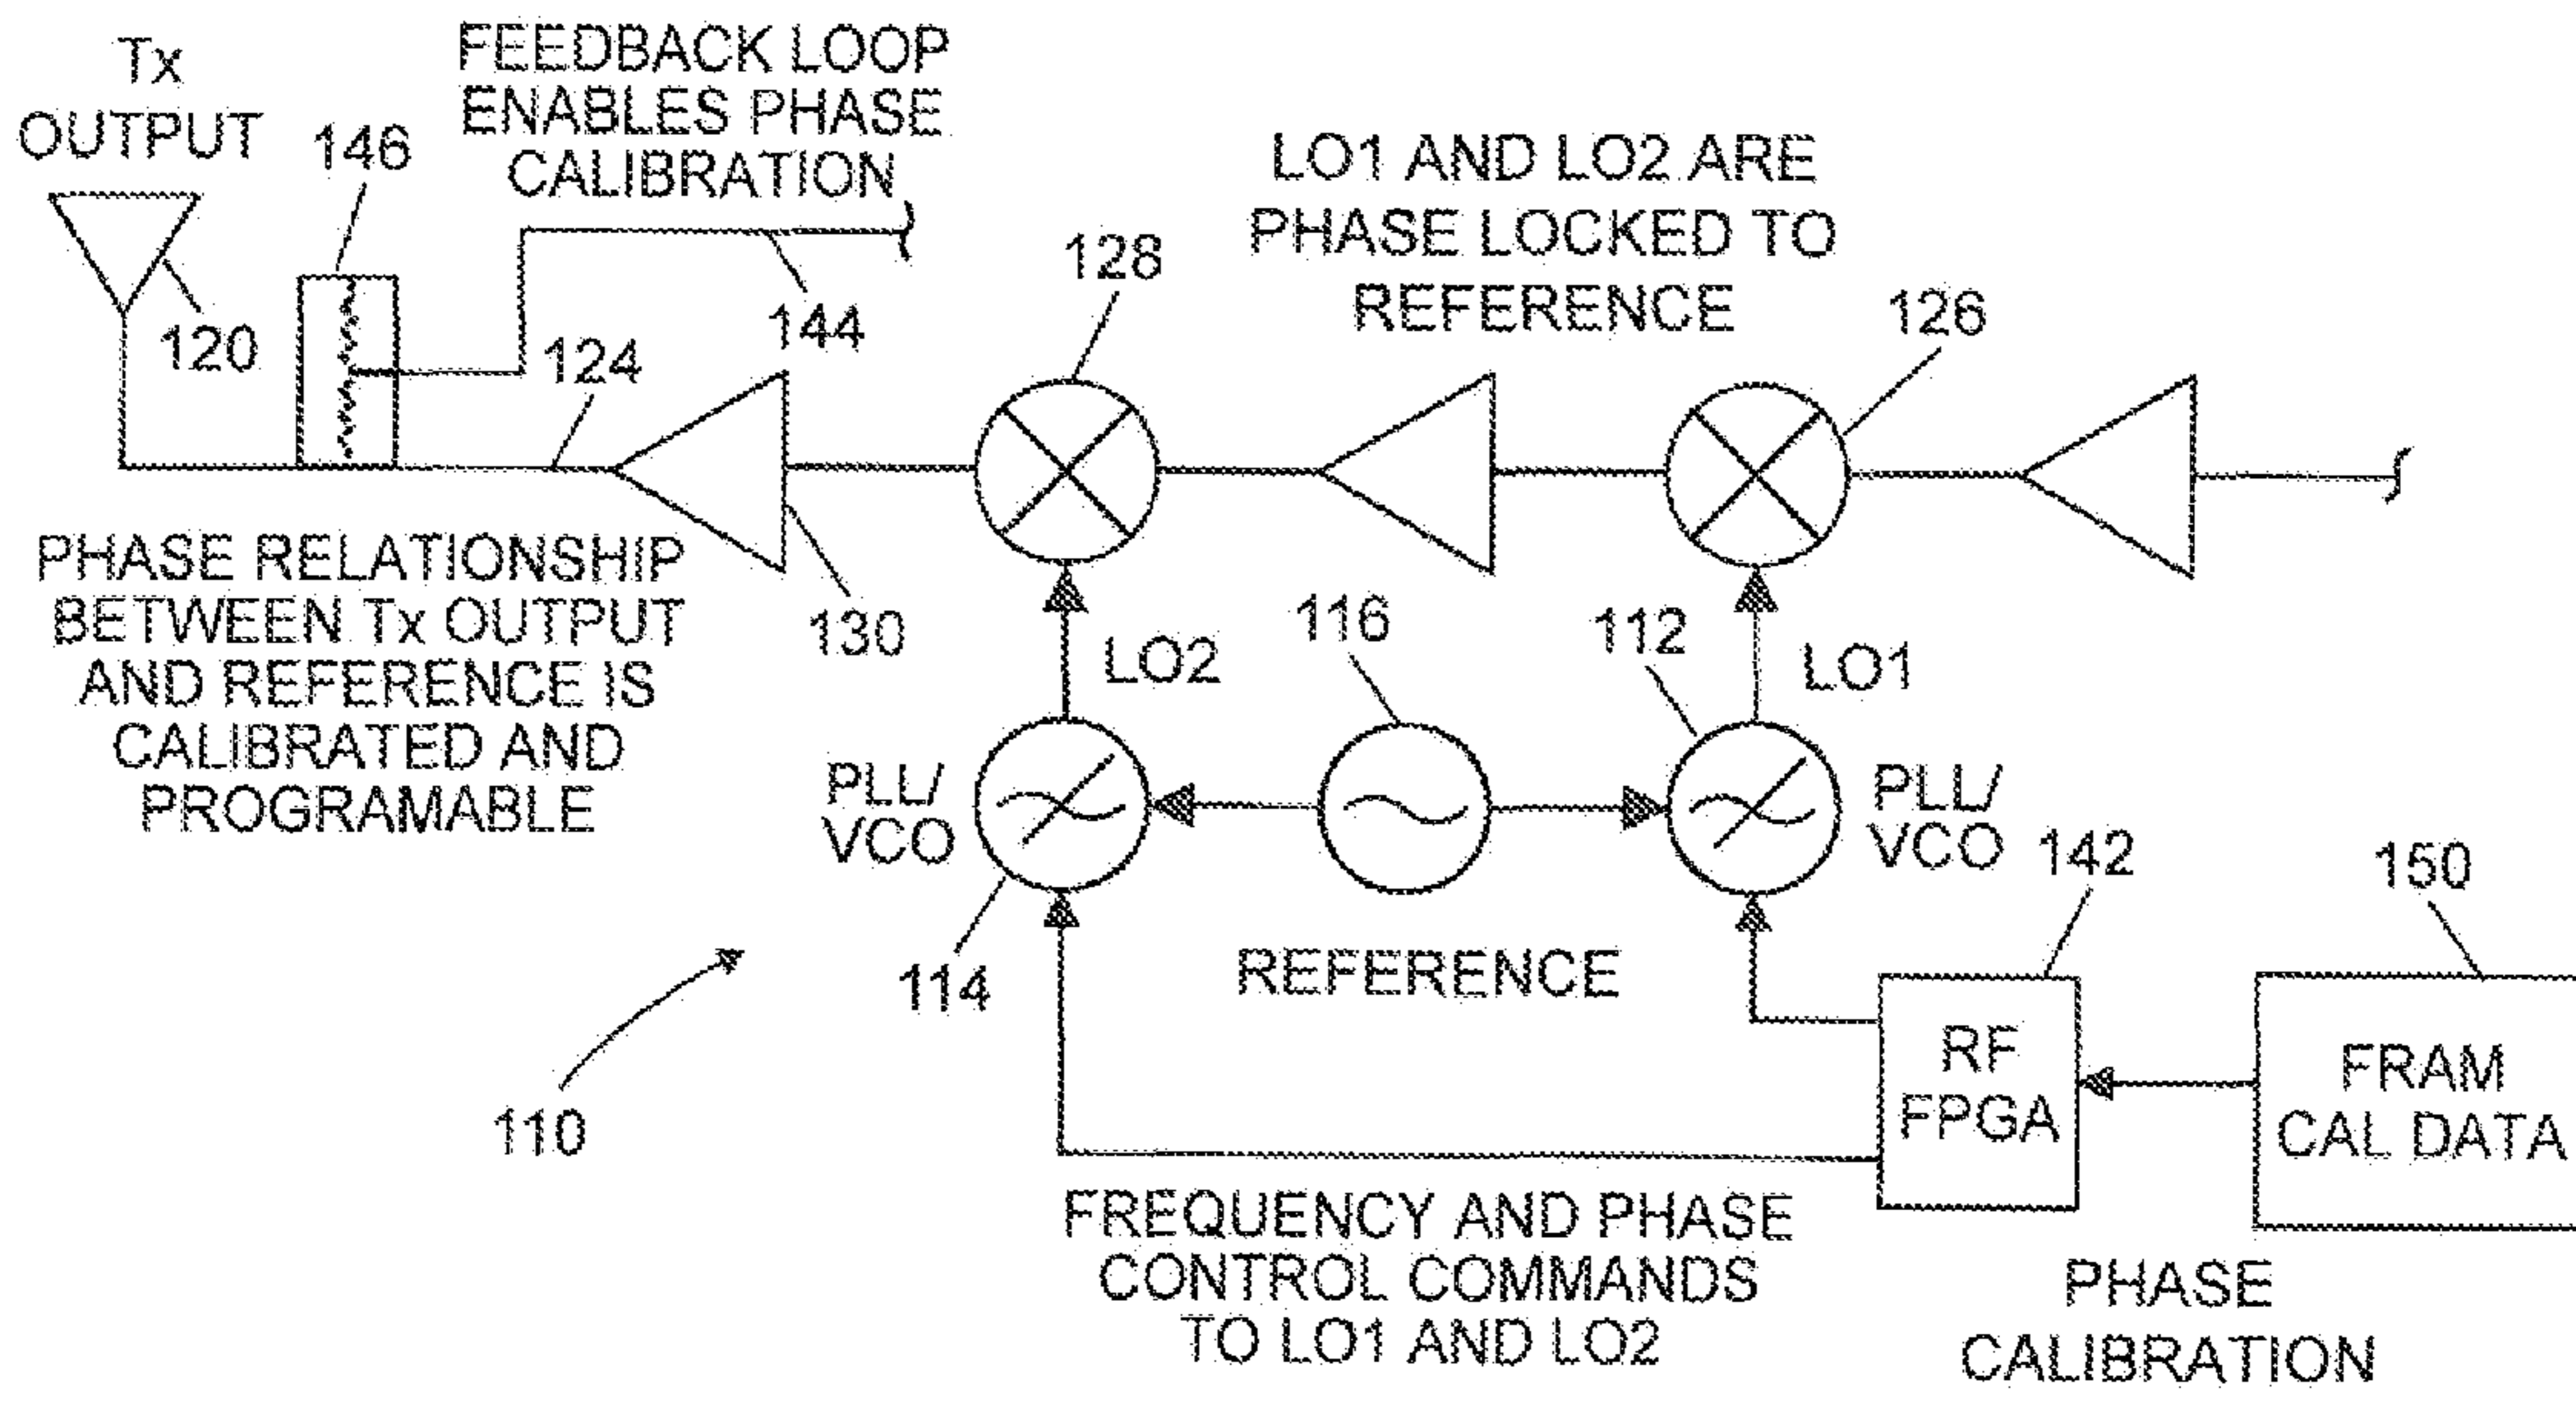 Tx
OUTPUT
146
FEEDBACK LOOP
ENABLES PHASE
CALIBRATION
120
124
144
128
LO1 AND LO2 ARE
PHASE LOCKED TO
REFERENCE
126
PHASE RELATIONSHIP
BETWEEN Tx OUTPUT
AND REFERENCE IS
CALIBRATED AND
PROGRAMABLE
130
LO2
116
112
LO1
PLL/
VCO
PLL/
VCO
114
REFERENCE
142
150
110
RF
FPGA
FRAM
CAL DATA
FREQUENCY AND PHASE
CONTROL COMMANDS
TO LO1 AND LO2
PHASE
CALIBRATION